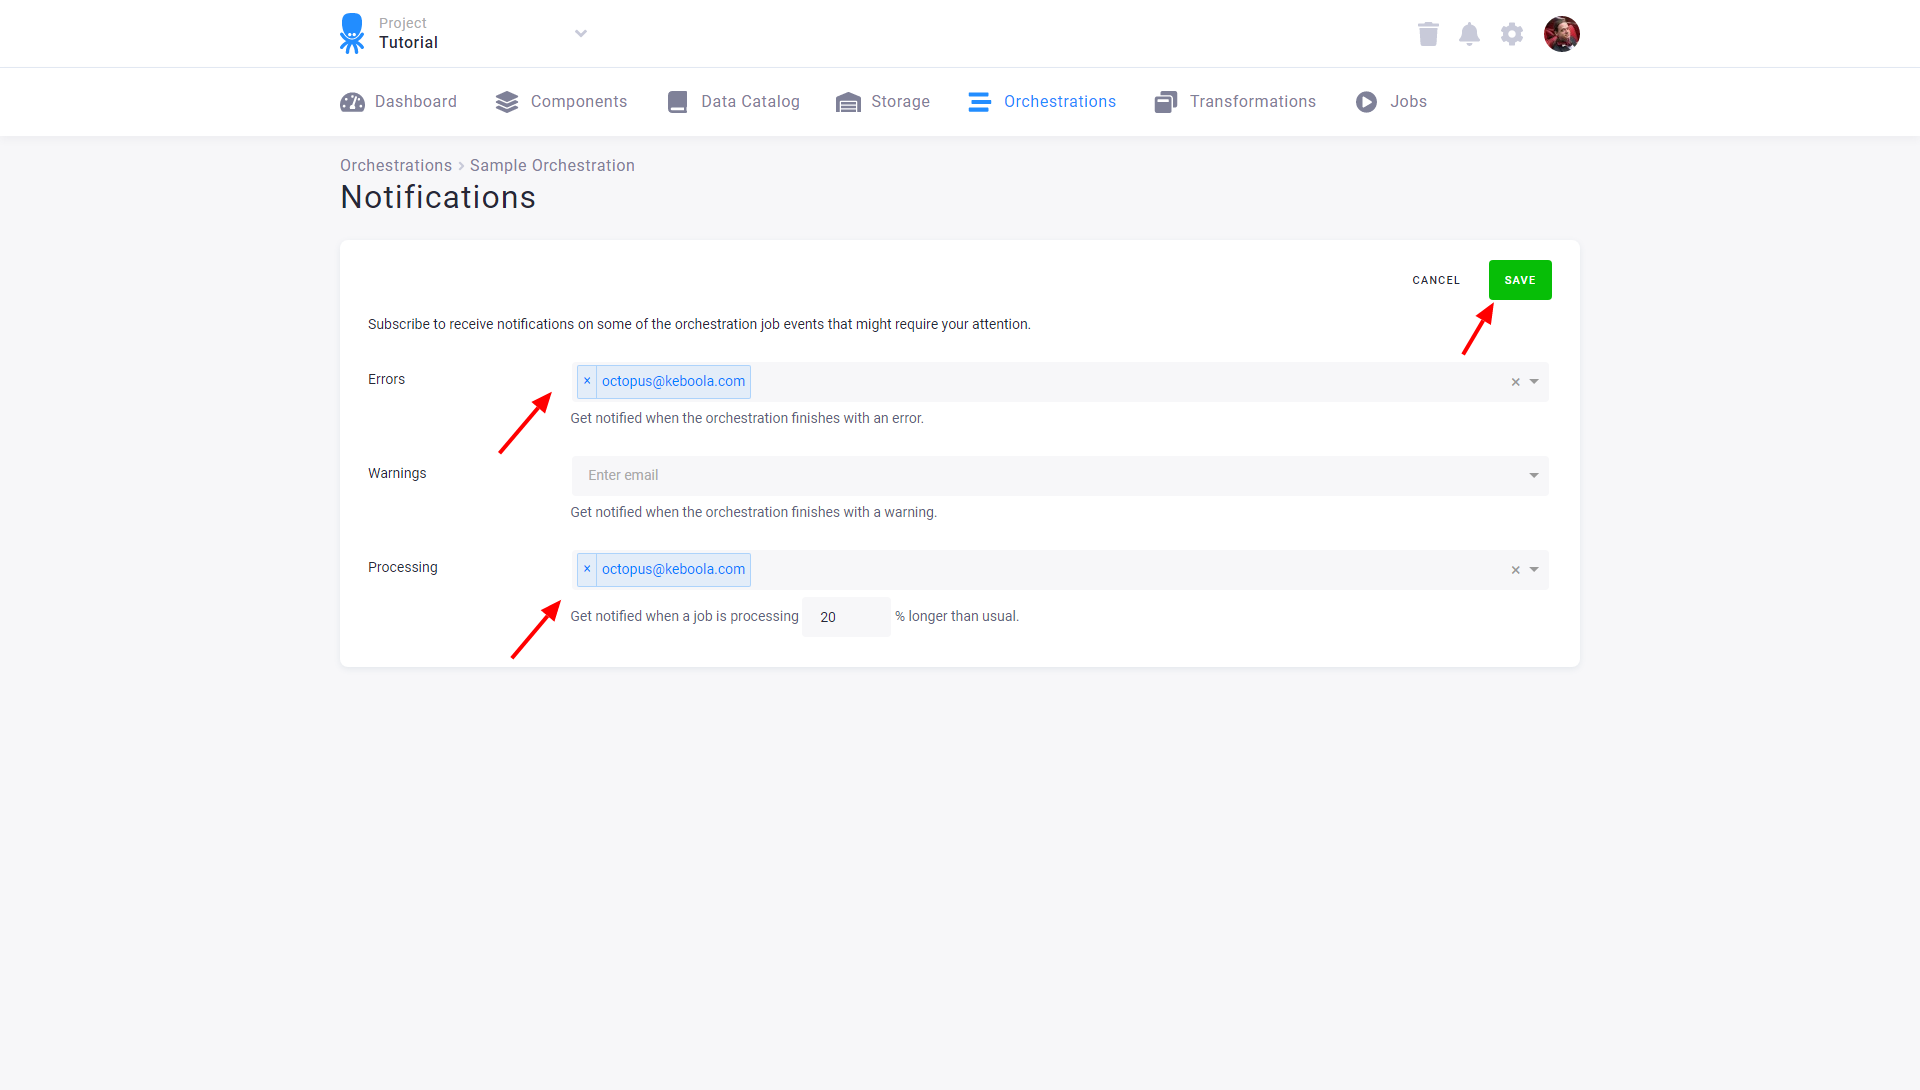 Project
Tutorial
Dashboard Components Data Catalog Storage Orchestrations Transformations Jobs
Orchestrations › Sample Orchestration
Notifications
CANCEL SAVE
Subscribe to receive notifications on some of the orchestration job events that might require your attention.
Errors × octopus@keboola.com ×
Get notified when the orchestration finishes with an error.
Warnings Enter email
Get notified when the orchestration finishes with a warning.
Processing × octopus@keboola.com ×
Get notified when a job is processing 20 % longer than usual.